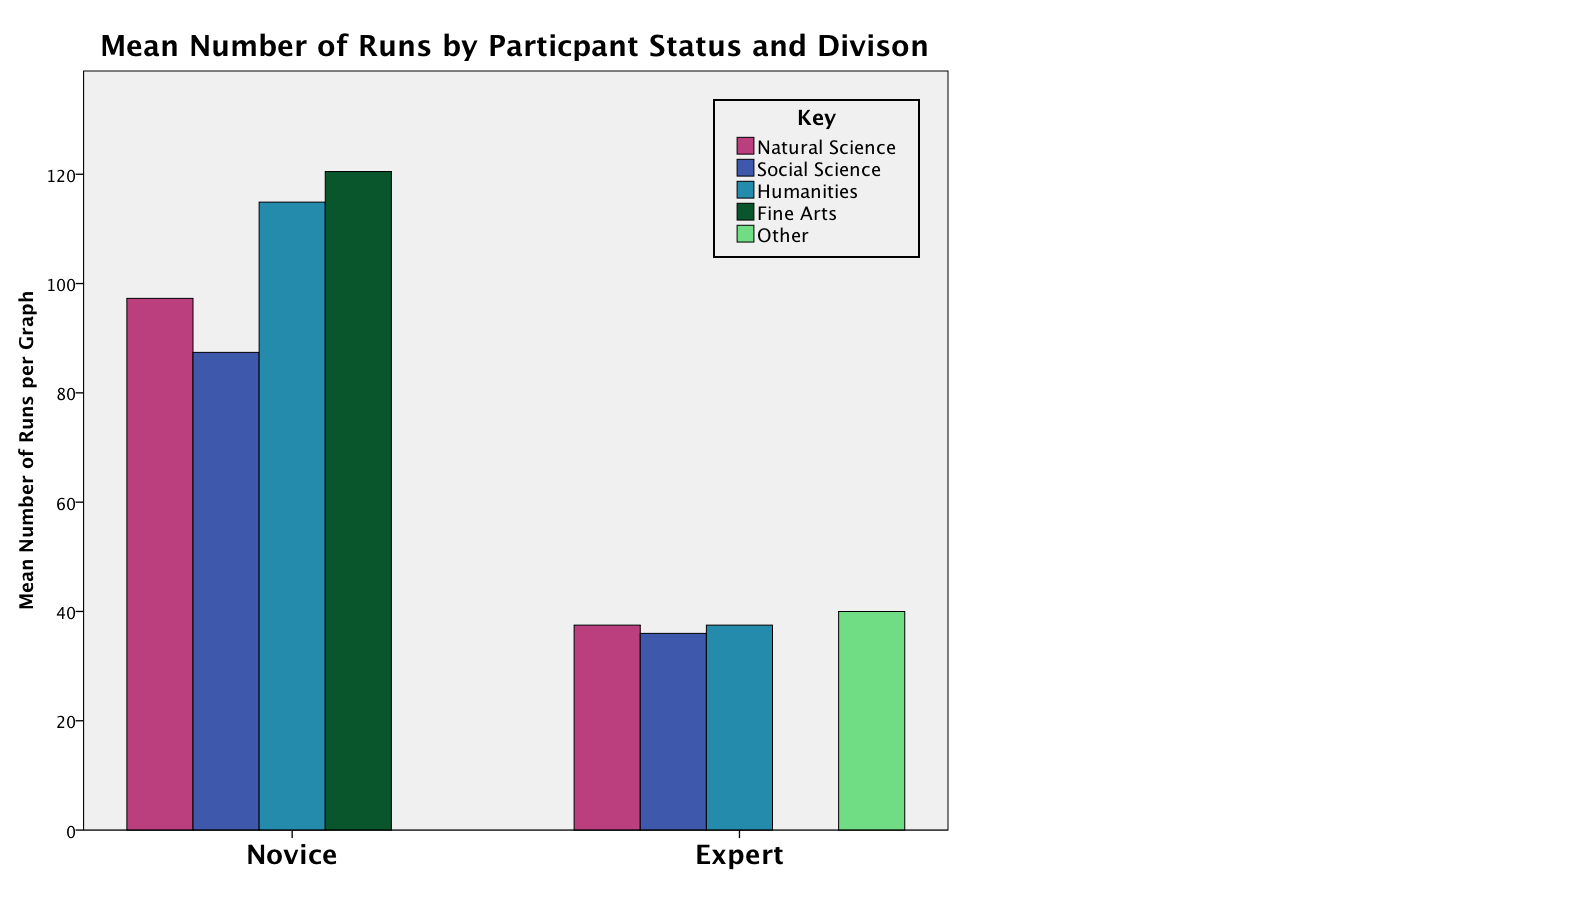 Mean Number of Runs by Particpant Status and Divison
Key
Natural Science
Social Science
Humanities
Fine Arts
Other
Mean Number of Runs per Graph
120
100
80
60
40
20
0
Novice
Expert